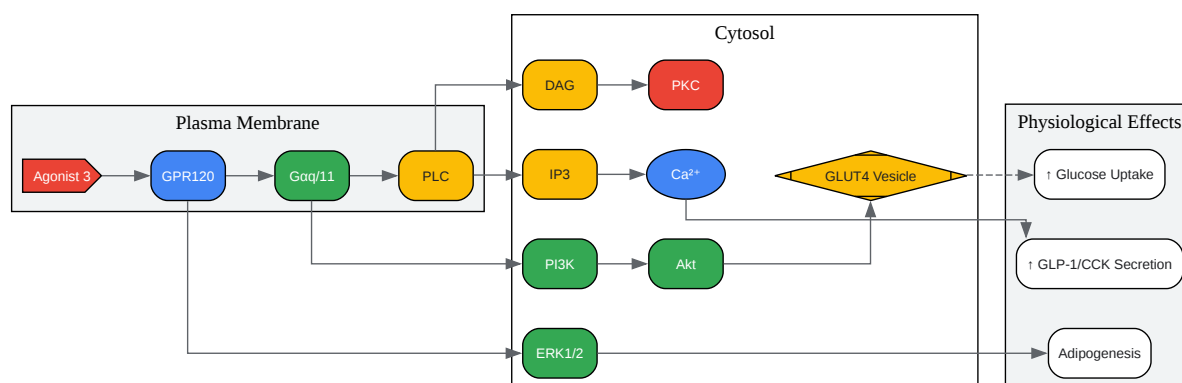 Cytosol
DAG
PKC
Plasma Membrane
Physiological Effects
Agonist 3
GPR120
Gαq/11
PLC
IP3
Ca²⁺
GLUT4 Vesicle
↑ Glucose Uptake
PI3K
Akt
↑ GLP-1/CCK Secretion
ERK1/2
Adipogenesis